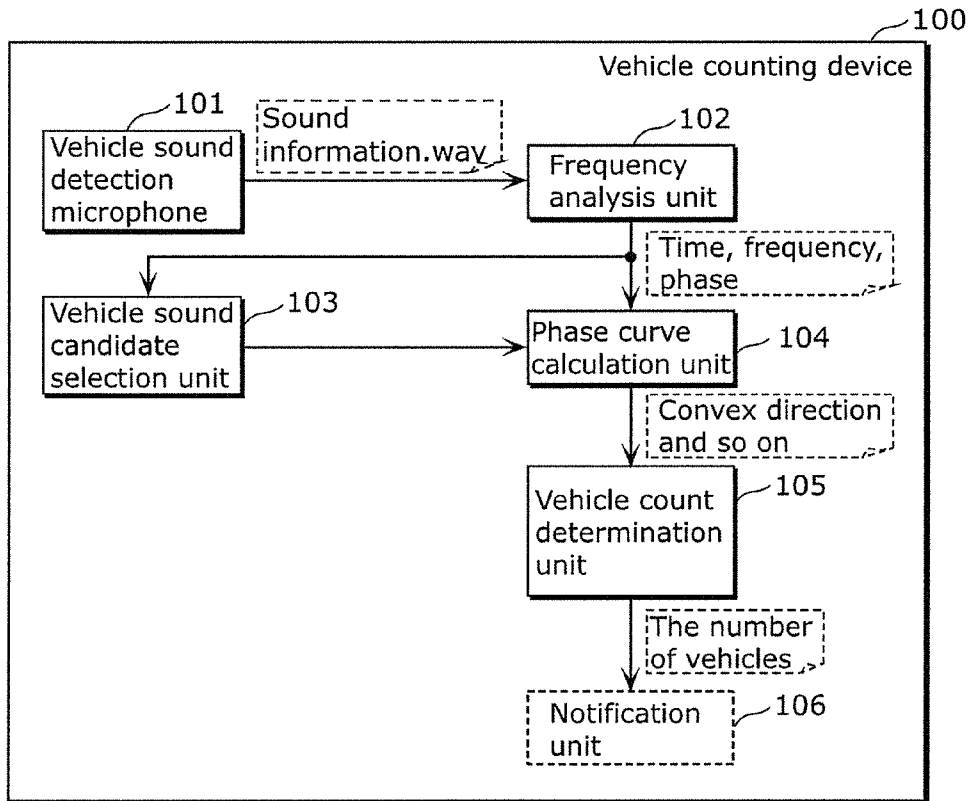 100
Vehicle counting device
101
Vehicle sound
detection
microphone
Sound
information.wav
102
Frequency
analysis unit
Time, frequency,
phase
Vehicle sound
candidate
selection unit
103
Phase curve
calculation unit
104
Convex direction
and so on
Vehicle count
determination
unit
105
The number
of vehicles
Notification
unit
106